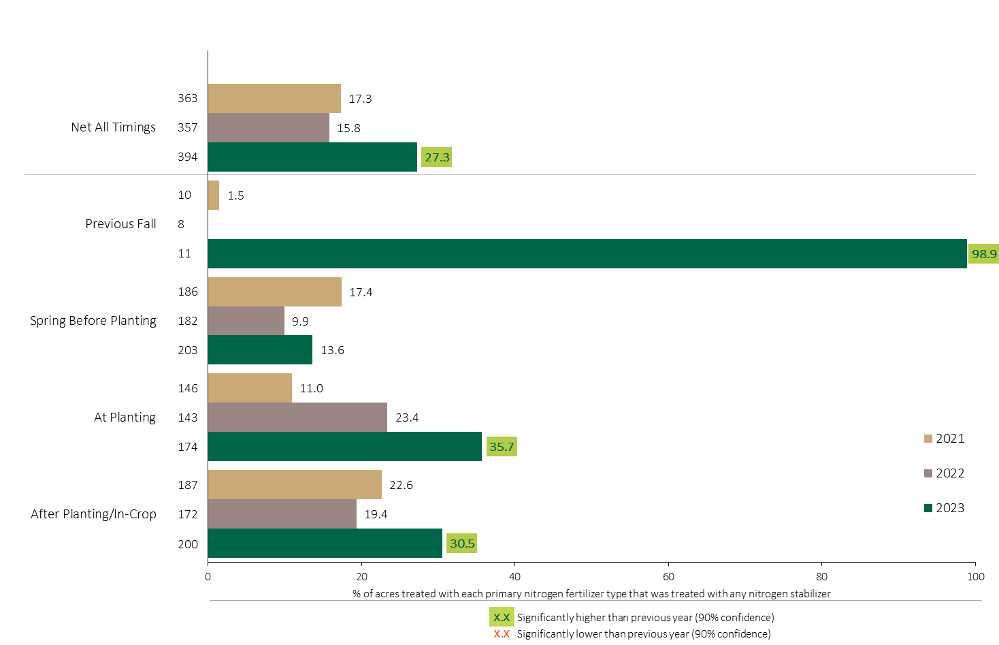 363 17.3
Net All Timings 357 15.8
394 27.3
10 1.5
Previous Fall 8
11 98.9
186 17.4
Spring Before Planting 182 9.9
203 13.6
146 11.0
At Planting 143 23.4
174 35.7
187 22.6
After Planting/In-Crop 172 19.4
200 30.5
2021
2022
2023
0 20 40 60 80 100
% of acres treated with each primary nitrogen fertilizer type that was treated with any nitrogen stabilizer
X.X Significantly higher than previous year (90% confidence)
X.X Significantly lower than previous year (90% confidence)